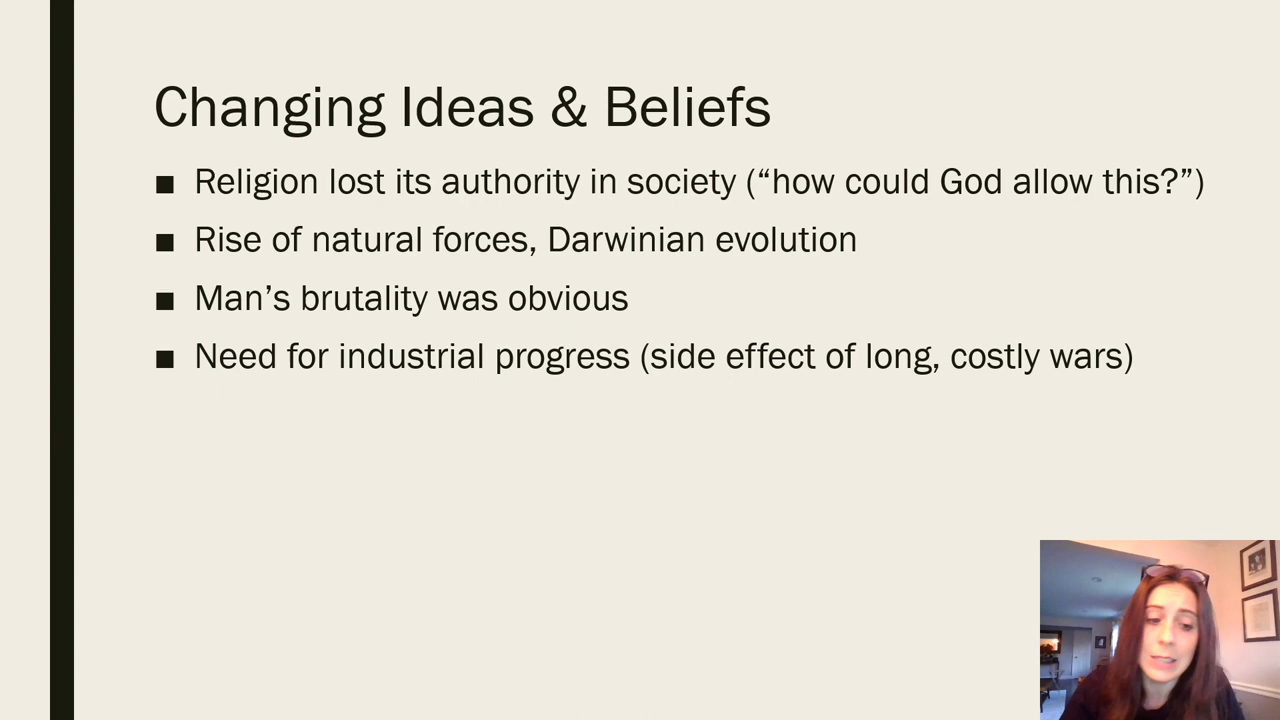 Changing Ideas & Beliefs
■ Religion lost its authority in society (“how could God allow this?”)
■ Rise of natural forces, Darwinian evolution
■ Man’s brutality was obvious
■ Need for industrial progress (side effect of long, costly wars)